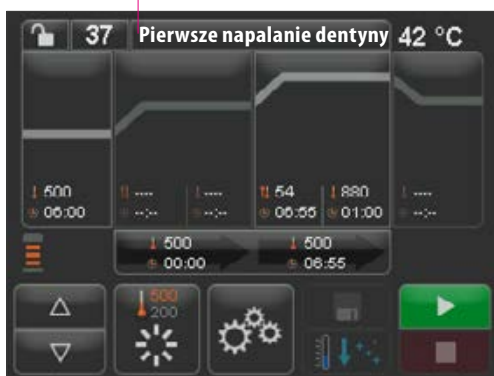 37 Pierwsze napalanie dentyny 42 °C
500 ---- ---- 54 880 ----
06:00 --:-- --:-- 06:55 01:00 --:--
500 500
00:00 06:55
500
200